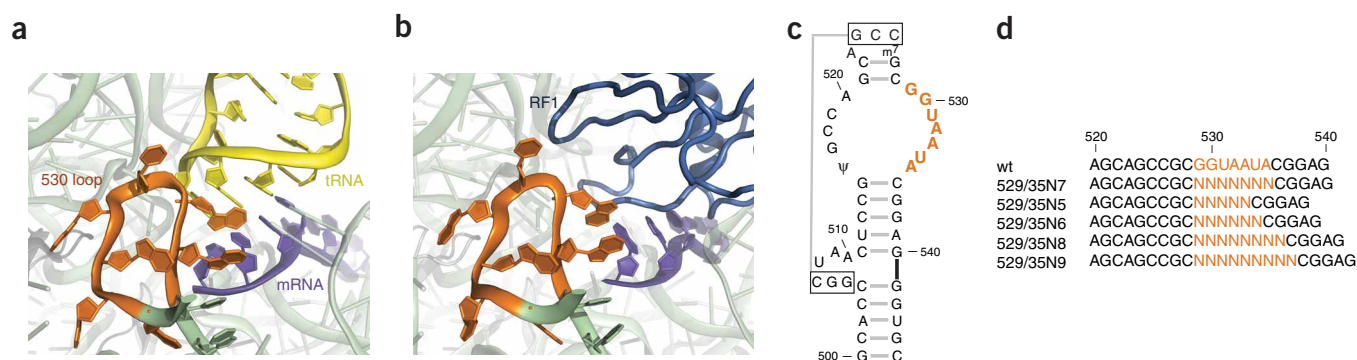 a
530 loop
tRNA
mRNA
b
RF1
c
G C C
m7
A G
C C
G
520
A
C
C
G
Ψ
G
G
U
A
A
U
A
530
G C
C G
C G
U A
C G
510
540
A
A
U
C G G
C G
C G
A U
C G
500 G C
d
520 530 540
wt AGCAGCCGCGGUAAUACGGAG
529/35N7 AGCAGCCGCNNNNNNNCGGAG
529/35N5 AGCAGCCGCNNNNNCGGAG
529/35N6 AGCAGCCGCNNNNNNCGGAG
529/35N8 AGCAGCCGCNNNNNNNNCGGAG
529/35N9 AGCAGCCGCNNNNNNNNNCGGAG